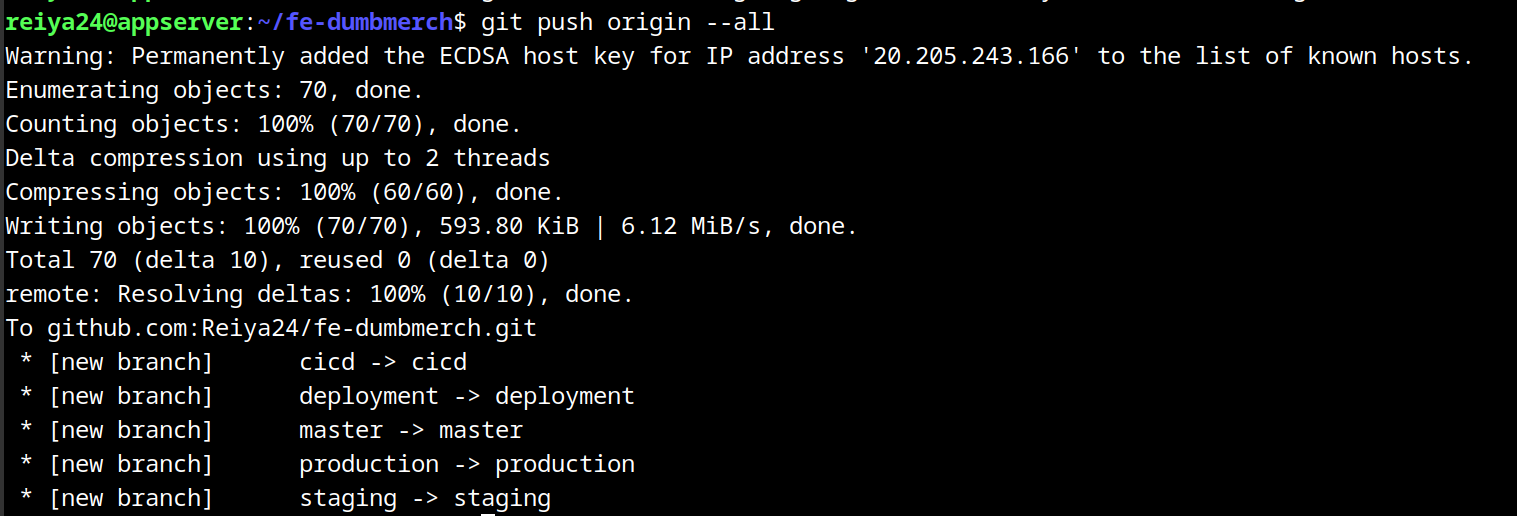 reiya24@appserver:~/fe-dumbmerch$ git push origin --all
Warning: Permanently added the ECDSA host key for IP address '20.205.243.166' to the list of known hosts.
Enumerating objects: 70, done.
Counting objects: 100% (70/70), done.
Delta compression using up to 2 threads
Compressing objects: 100% (60/60), done.
Writing objects: 100% (70/70), 593.80 KiB | 6.12 MiB/s, done.
Total 70 (delta 10), reused 0 (delta 0)
remote: Resolving deltas: 100% (10/10), done.
To github.com:Reiya24/fe-dumbmerch.git
 * [new branch]      cicd -> cicd
 * [new branch]      deployment -> deployment
 * [new branch]      master -> master
 * [new branch]      production -> production
 * [new branch]      staging -> staging